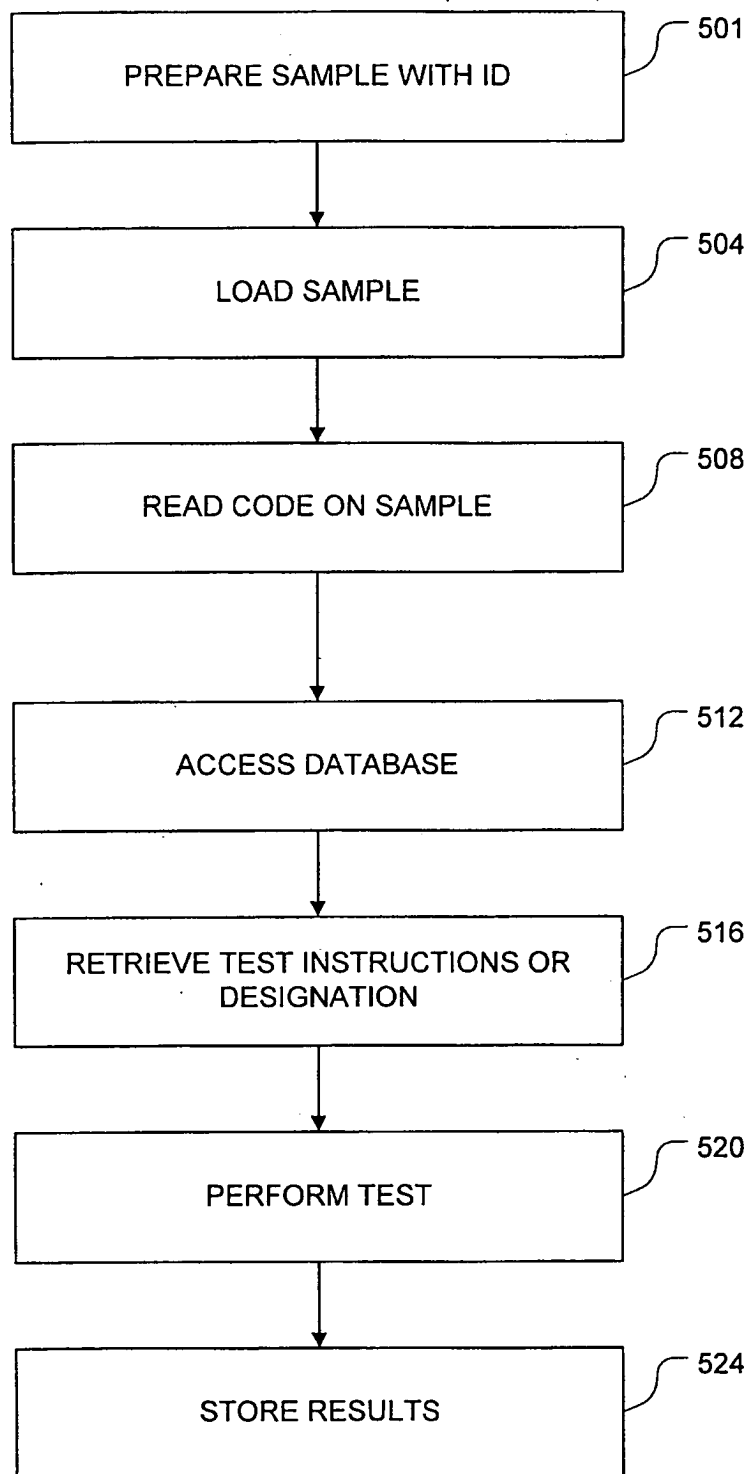 501
PREPARE SAMPLE WITH ID
504
LOAD SAMPLE
508
READ CODE ON SAMPLE
512
ACCESS DATABASE
516
RETRIEVE TEST INSTRUCTIONS OR
DESIGNATION
520
PERFORM TEST
524
STORE RESULTS